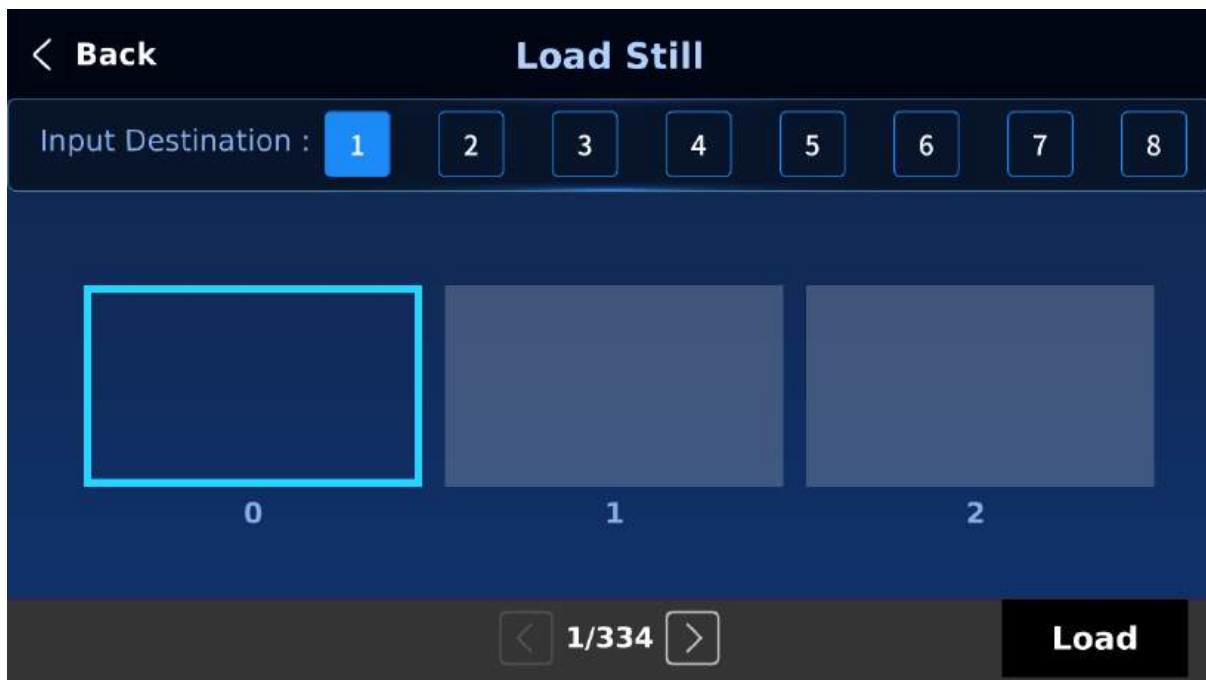 Back
Load Still
Input Destination : 1 2 3 4 5 6 7 8
0 1 2
1/334
Load